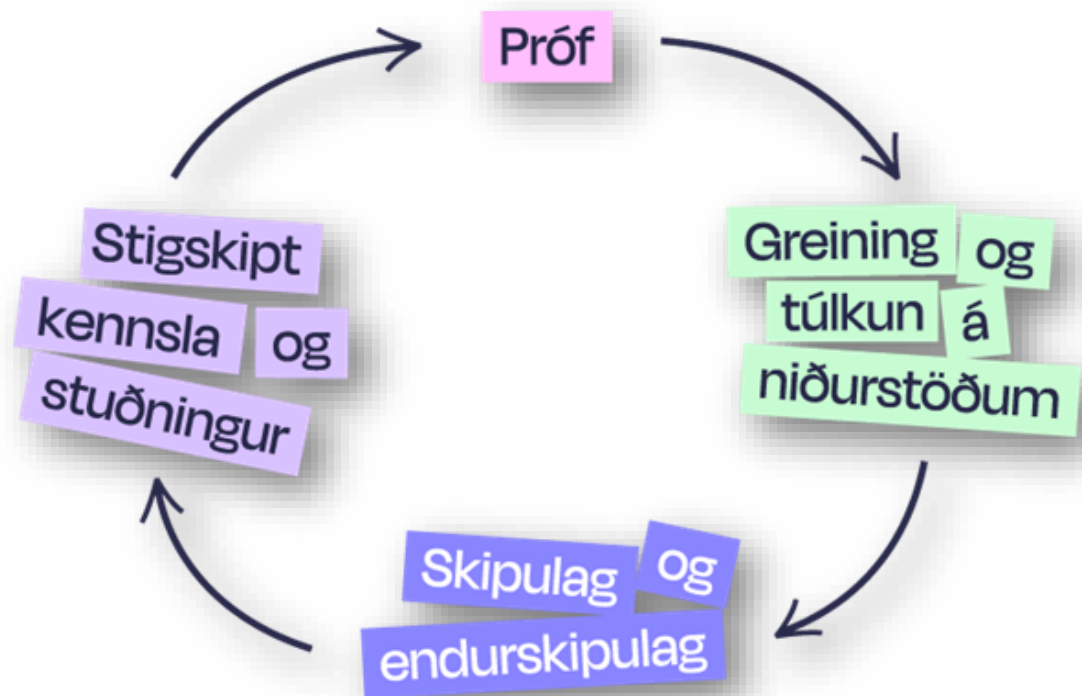 Próf
Greining og
túlkun á
niðurstöðum
Skipulag og
endurskipulag
Stigskipt
kennsla og
stuðningur